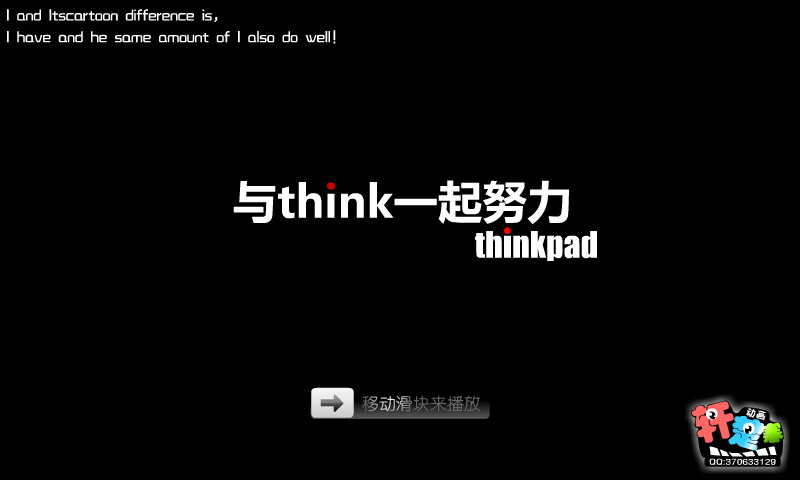 I and Itscartoon difference is,
I have and he same amount of I also do well!
与think一起努力
thinkpad
移动滑块来播放
轩
动画
QQ:370633129